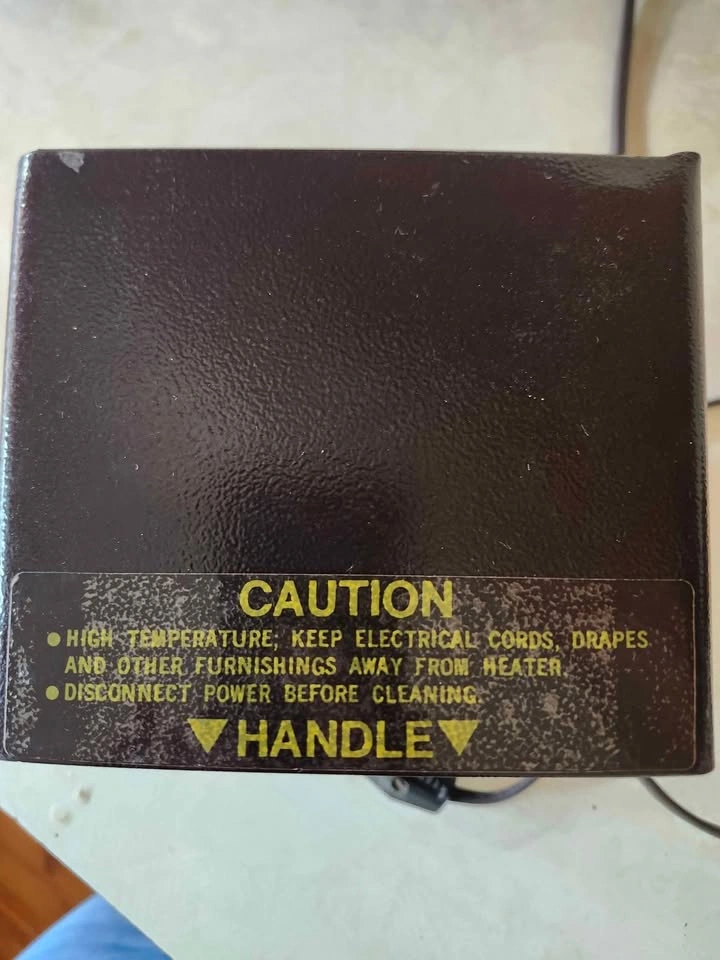 CAUTION
● HIGH TEMPERATURE, KEEP ELECTRICAL CORDS, DRAPES
AND OTHER FURNISHINGS AWAY FROM HEATER.
● DISCONNECT POWER BEFORE CLEANING.
▼HANDLE▼